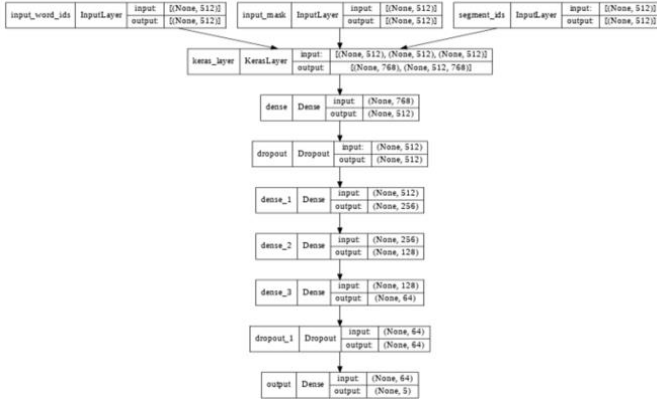 input_word_ids InputLayer input: [(None, 512)] output: [(None, 512)]
input_mask InputLayer input: [(None, 512)] output: [(None, 512)]
segment_ids InputLayer input: [(None, 512)] output: [(None, 512)]
keras_layer KerasLayer input: [(None, 512), (None, 512), (None, 512)] output: [(None, 768), (None, 512, 768)]
dense Dense input: (None, 768) output: (None, 512)
dropout Dropout input: (None, 512) output: (None, 512)
dense_1 Dense input: (None, 512) output: (None, 256)
dense_2 Dense input: (None, 256) output: (None, 128)
dense_3 Dense input: (None, 128) output: (None, 64)
dropout_1 Dropout input: (None, 64) output: (None, 64)
output Dense input: (None, 64) output: (None, 5)